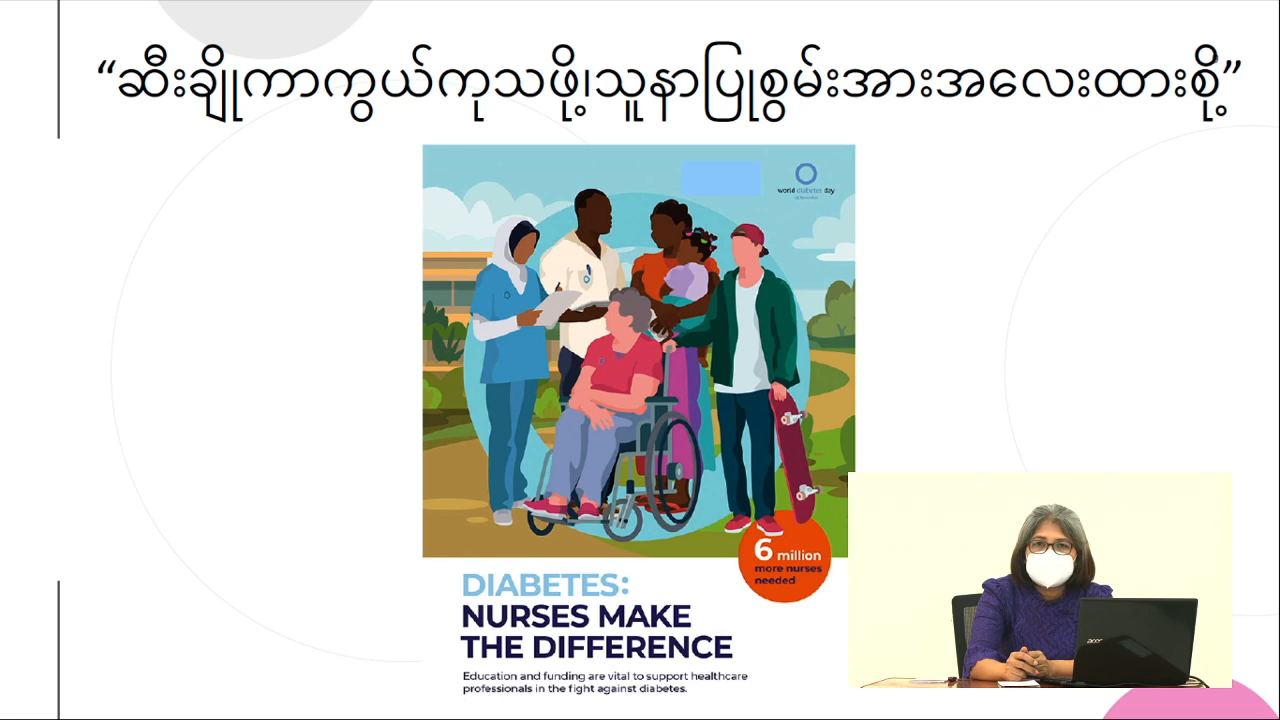 “ဆီးချိုကာကွယ်ကုသဖို့၊သူနာပြုစွမ်းအားအလေးထားစို့”
world diabetes day
6 million
more nurses
needed
DIABETES:
NURSES MAKE
THE DIFFERENCE
Education and funding are vital to support healthcare
professionals in the fight against diabetes.
acer